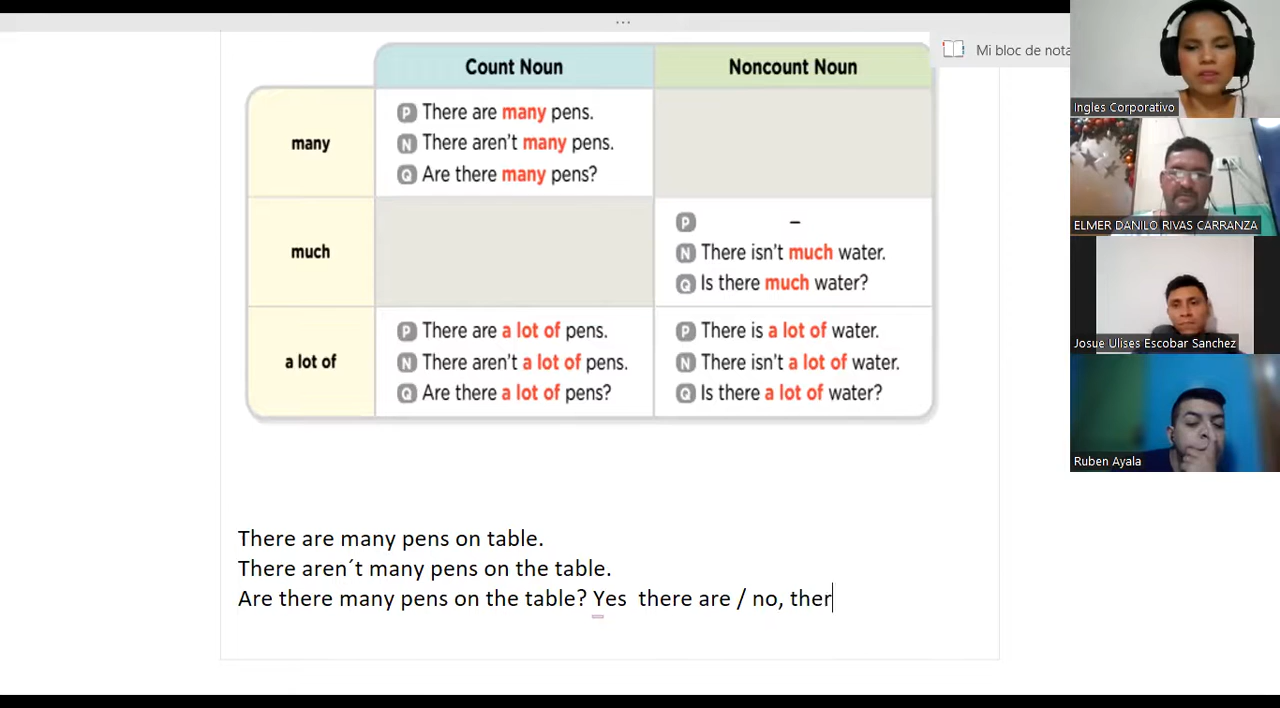 ...
Mi bloc de nota
Count Noun
Noncount Noun
many
P There are many pens.
N There aren't many pens.
Q Are there many pens?
much
P –
N There isn't much water.
Q Is there much water?
a lot of
P There are a lot of pens.
N There aren't a lot of pens.
Q Are there a lot of pens?
P There is a lot of water.
N There isn't a lot of water.
Q Is there a lot of water?
There are many pens on table.
There aren´t many pens on the table.
Are there many pens on the table? Yes  there are / no, ther
Ingles Corporativo
ELMER DANILO RIVAS CARRANZA
Josue Ulises Escobar Sanchez
Ruben Ayala